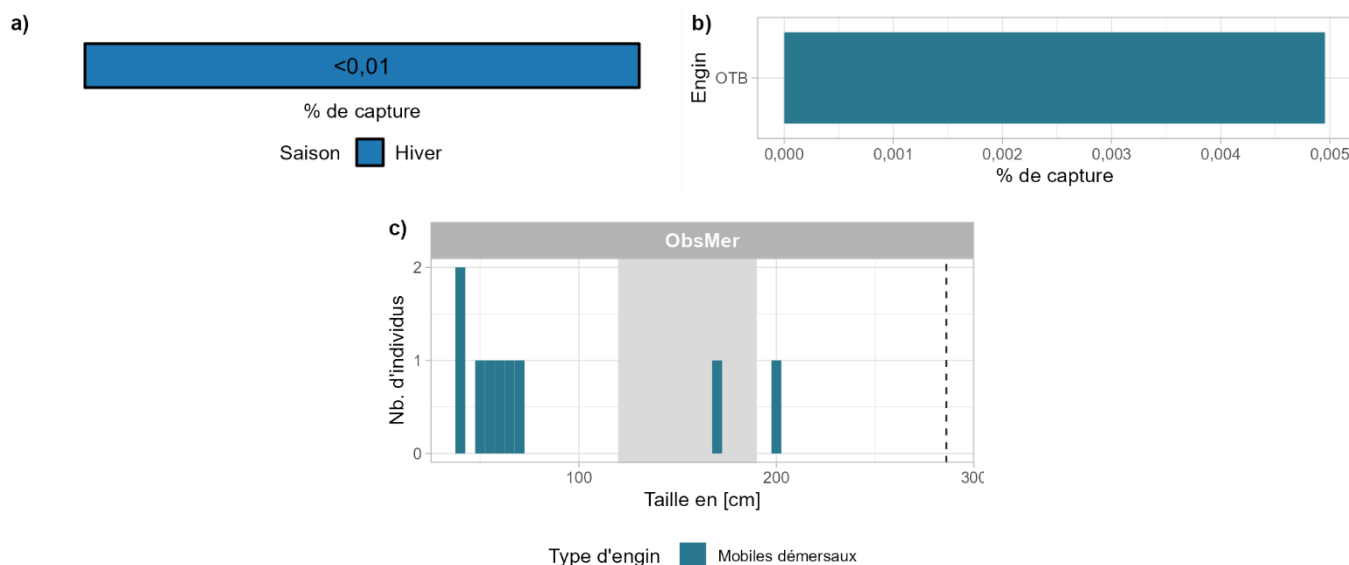 a)
<0,01
% de capture
Saison Hiver
b)
Engin
OTB
0,000 0,001 0,002 0,003 0,004 0,005
% de capture
c)
ObsMer
Nb. d'individus
2
1
0
100 200 300
Taille en [cm]
Type d'engin Mobiles démersaux